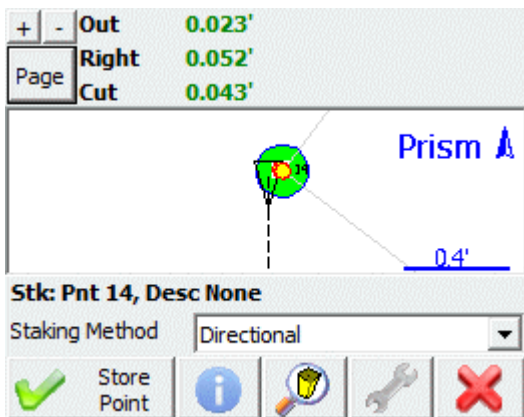 + - Out 0.023'
Right 0.052'
Page
Cut 0.043'
Prism
14
0.4'
Stk: Pnt 14, Desc None
Staking Method Directional
Store
Point